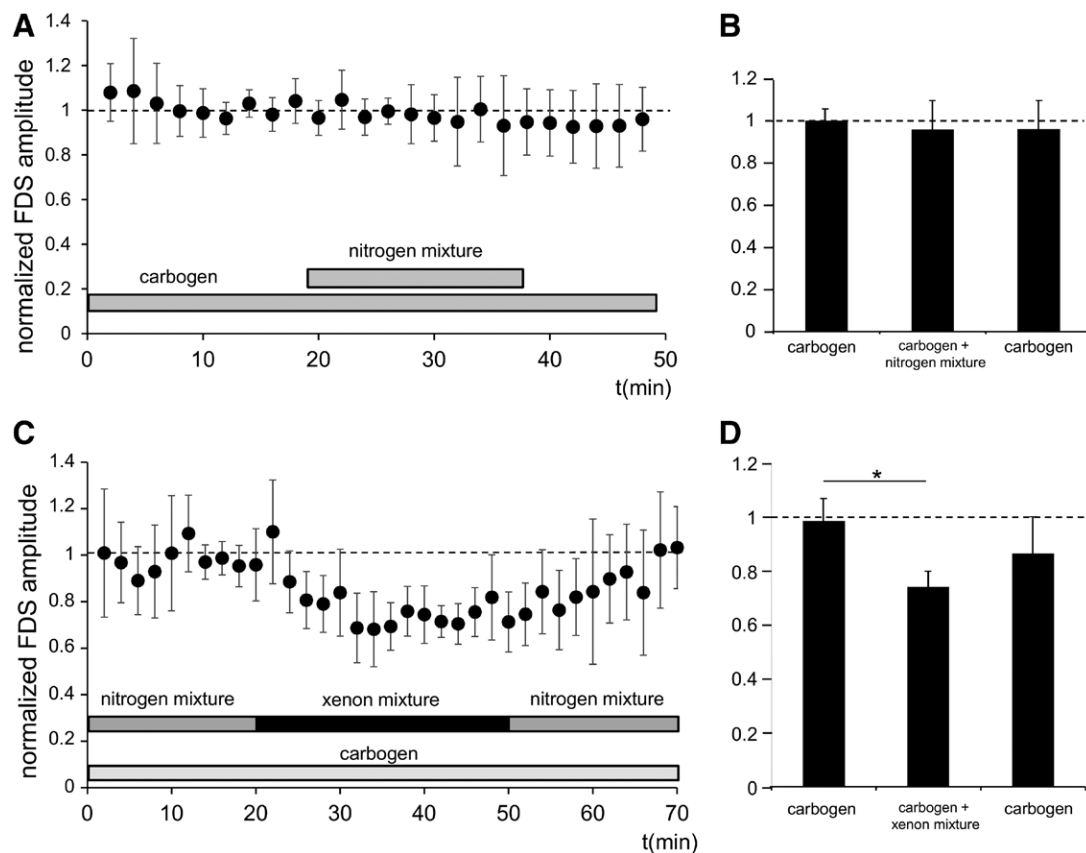 A
normalized FDS amplitude
1.4
1.2
1
0.8
0.6
0.4
0.2
0
nitrogen mixture
carbogen
0
10
20
30
40
50
t(min)
B
1.2
1
0.8
0.6
0.4
0.2
0
carbogen
carbogen +
nitrogen mixture
carbogen
C
normalized FDS amplitude
1.4
1.2
1
0.8
0.6
0.4
0.2
0
nitrogen mixture
xenon mixture
nitrogen mixture
carbogen
0
10
20
30
40
50
60
70
t(min)
D
1.2
1
0.8
0.6
0.4
0.2
0
*
carbogen
carbogen +
xenon mixture
carbogen